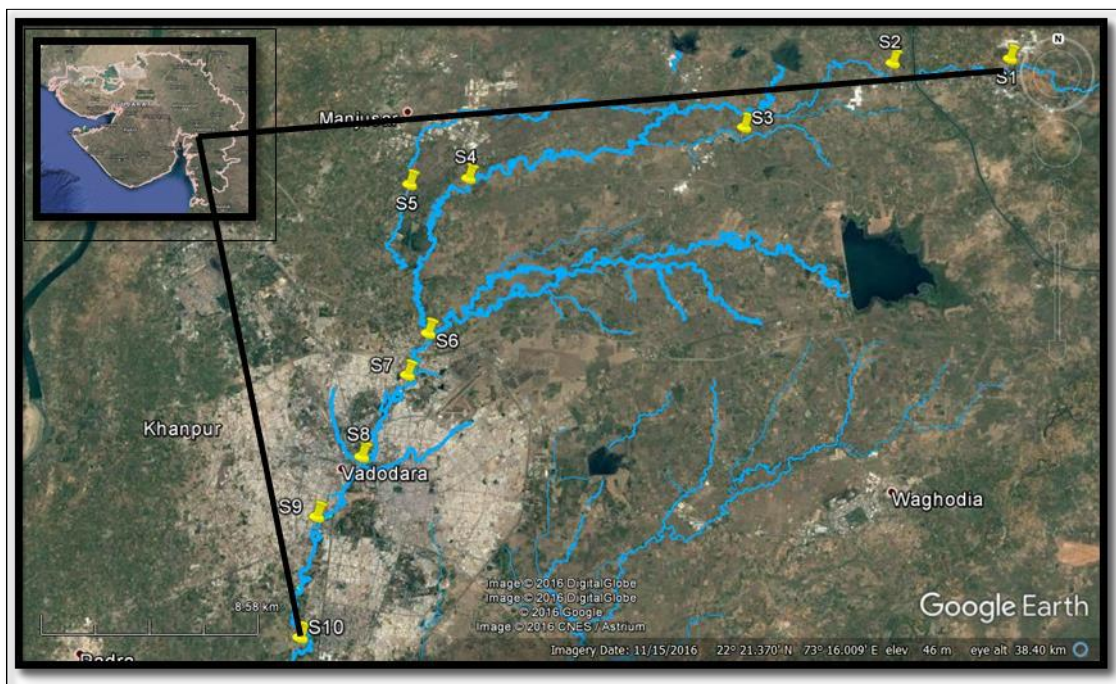 N
S2
S1
Manjusar
S3
S4
S5
S6
S7
Khanpur
S8
Vadodara
S9
Waghodia
Image © 2016 DigitalGlobe
Image © 2016 DigitalGlobe
© 2016 Google
Image © 2016 CNES / Astrium
8.58 km
Google Earth
S10
Imagery Date: 11/15/2016 22° 21.370' N 73° 16.009' E elev 46 m eye alt 38.40 km